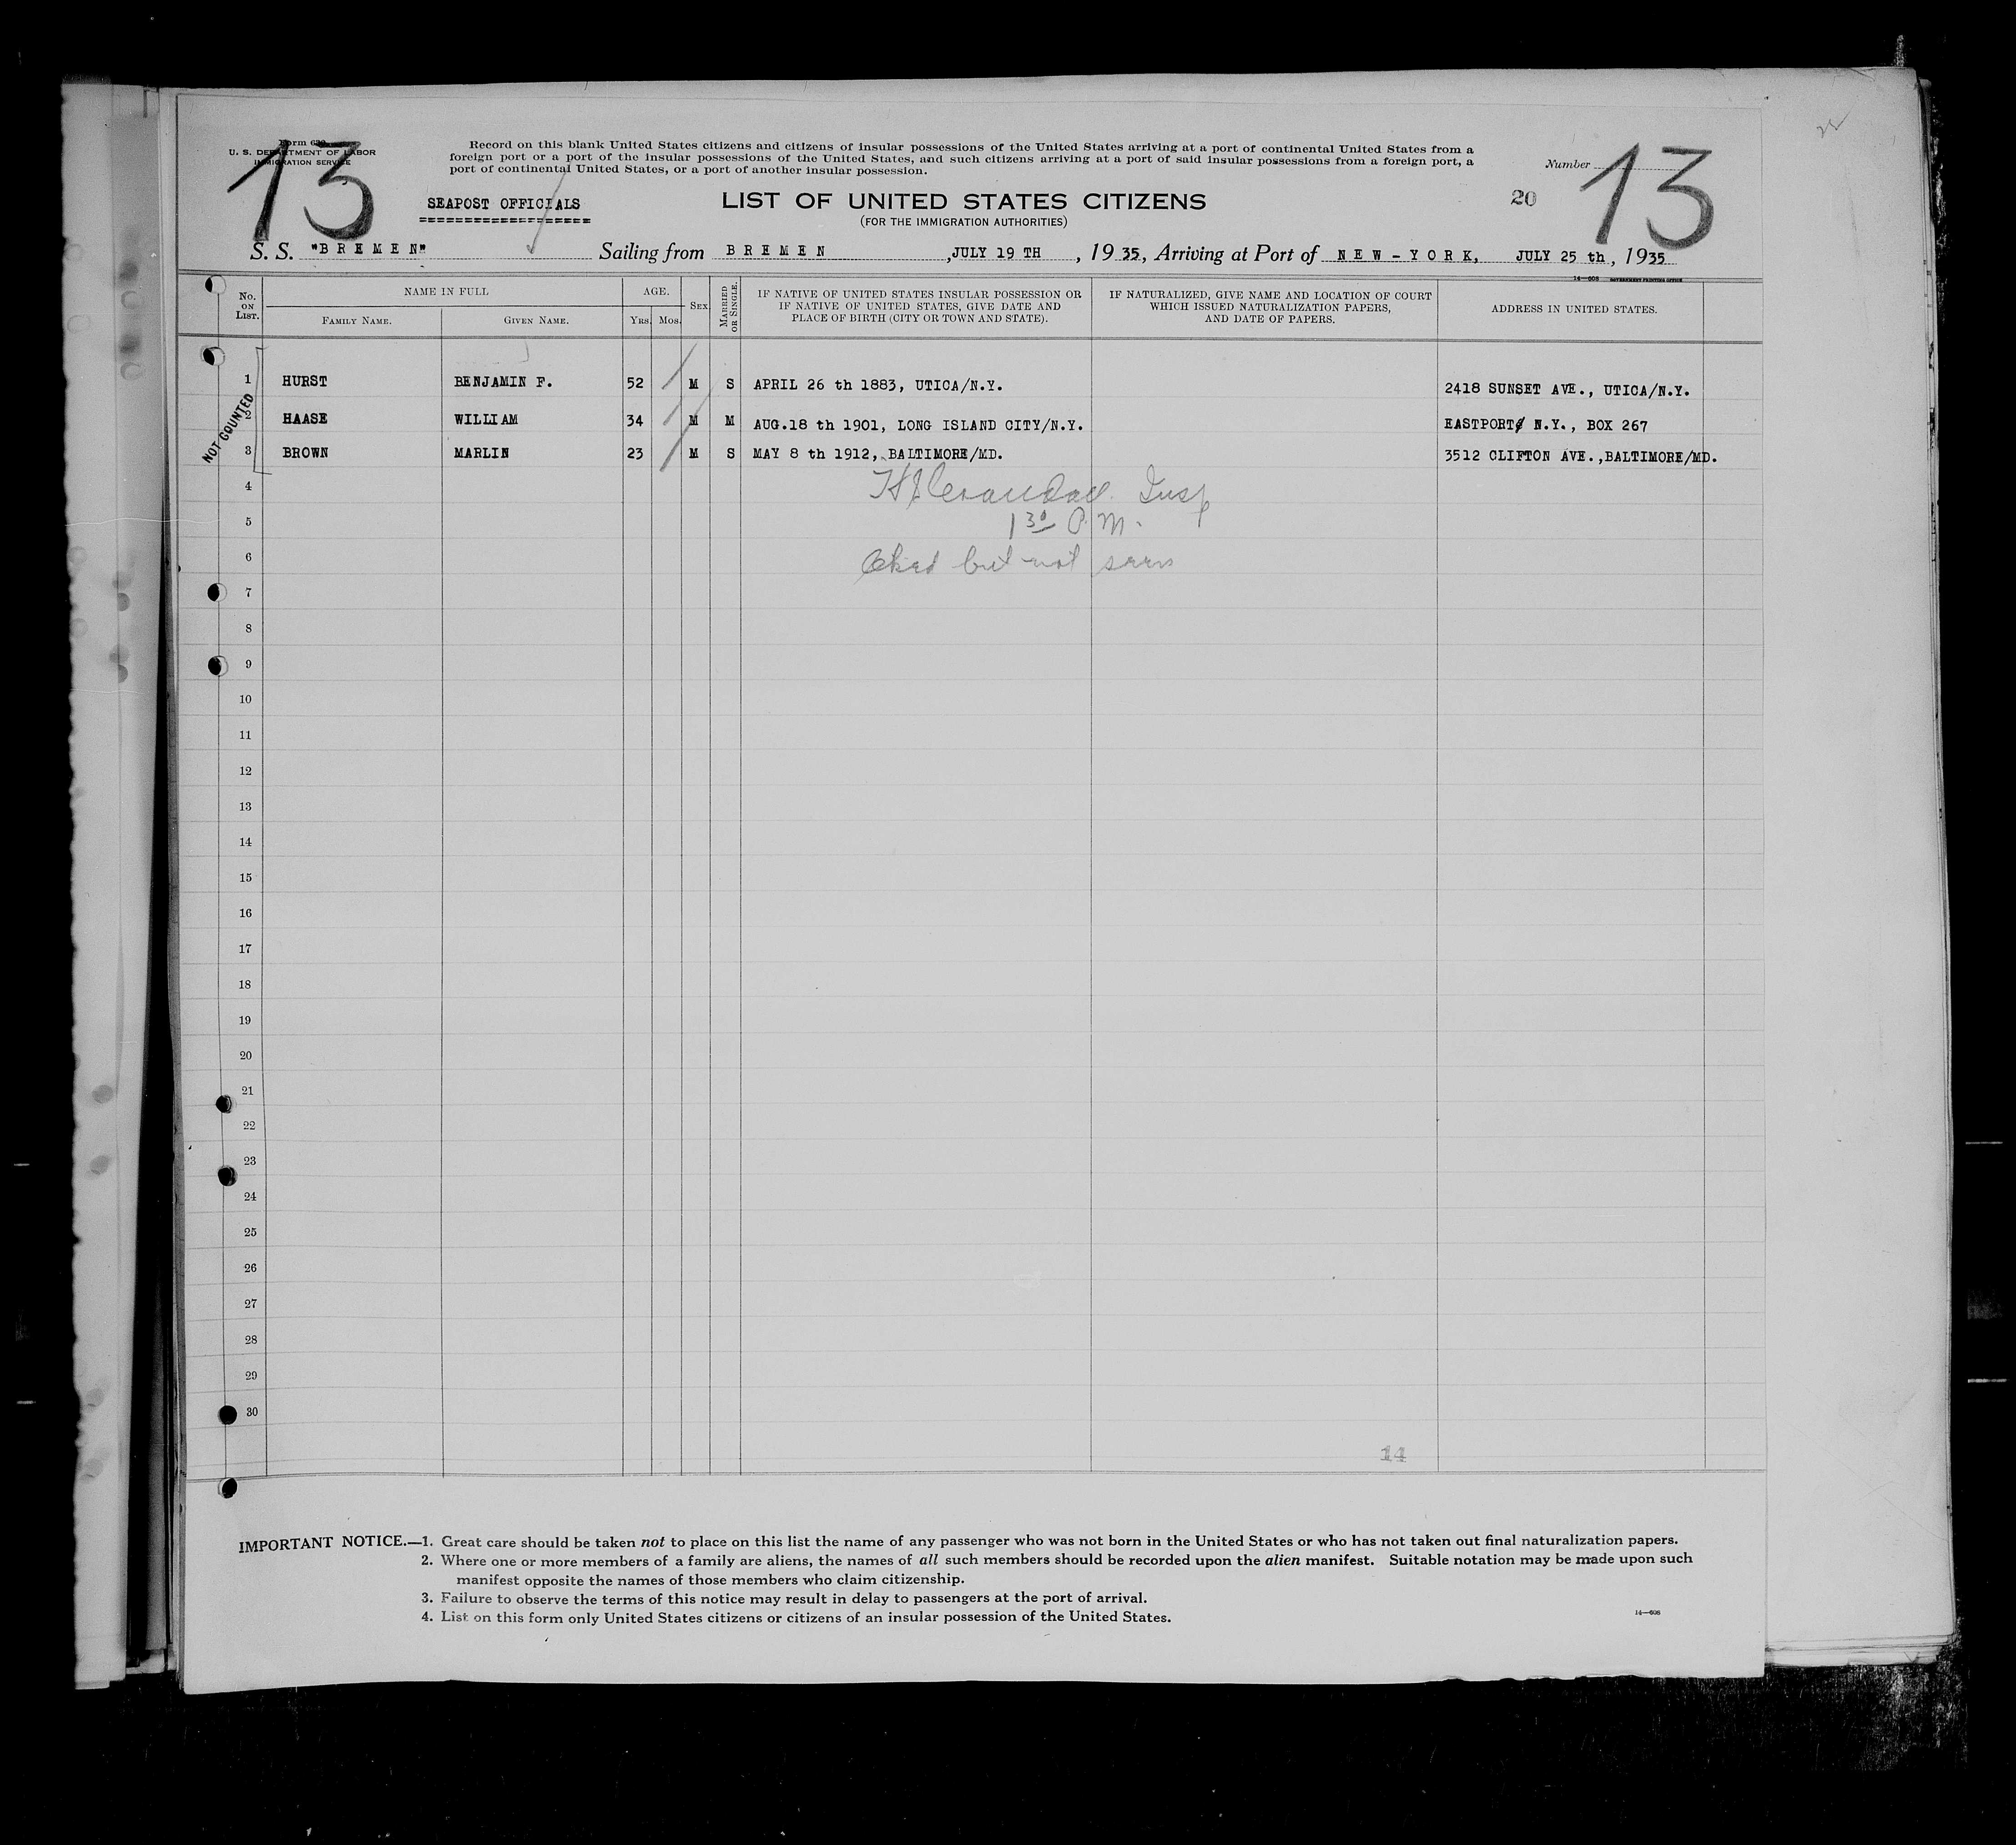 Form 630
U. S. DEPARTMENT OF LABOR
IMMIGRATION SERVICE
13
Record on this blank United States citizens and citizens of insular possessions of the United States arriving at a port of continental United States from a
foreign port or a port of the insular possessions of the United States, and such citizens arriving at a port of said insular possessions from a foreign port, a
port of continental United States, or a port of another insular possession.
Number 13
SEAPOST OFFICIALS
LIST OF UNITED STATES CITIZENS
20
(FOR THE IMMIGRATION AUTHORITIES)
S. S. "BREMEN" Sailing from BREMEN ,JULY 19 TH , 1935, Arriving at Port of NEW-YORK, JULY 25 th, 1935
14—608 GOVERNMENT PRINTING OFFICE
No. ON LIST.
NAME IN FULL
FAMILY NAME. GIVEN NAME.
AGE.
YRS. MOS.
SEX
MARRIED OR SINGLE.
IF NATIVE OF UNITED STATES INSULAR POSSESSION OR
IF NATIVE OF UNITED STATES, GIVE DATE AND
PLACE OF BIRTH (CITY OR TOWN AND STATE).
IF NATURALIZED, GIVE NAME AND LOCATION OF COURT
WHICH ISSUED NATURALIZATION PAPERS,
AND DATE OF PAPERS.
ADDRESS IN UNITED STATES.
NOT COUNTED
1 HURST BENJAMIN F. 52 M S APRIL 26 th 1883, UTICA/N.Y. 2418 SUNSET AVE., UTICA/N.Y.
2 HAASE WILLIAM 34 M M AUG.18 th 1901, LONG ISLAND CITY/N.Y. EASTPORT N.Y., BOX 267
3 BROWN MARLIN 23 M S MAY 8 th 1912, BALTIMORE/MD. 3512 CLIFTON AVE.,BALTIMORE/MD.
4 Insp
5 1 30 P.M.
6 but not seen
7
8
9
10
11
12
13
14
15
16
17
18
19
20
21
22
23
24
25
26
27
28
29
30
14
IMPORTANT NOTICE.—1. Great care should be taken not to place on this list the name of any passenger who was not born in the United States or who has not taken out final naturalization papers.
2. Where one or more members of a family are aliens, the names of all such members should be recorded upon the alien manifest. Suitable notation may be made upon such
manifest opposite the names of those members who claim citizenship.
3. Failure to observe the terms of this notice may result in delay to passengers at the port of arrival.
4. List on this form only United States citizens or citizens of an insular possession of the United States.
14—608